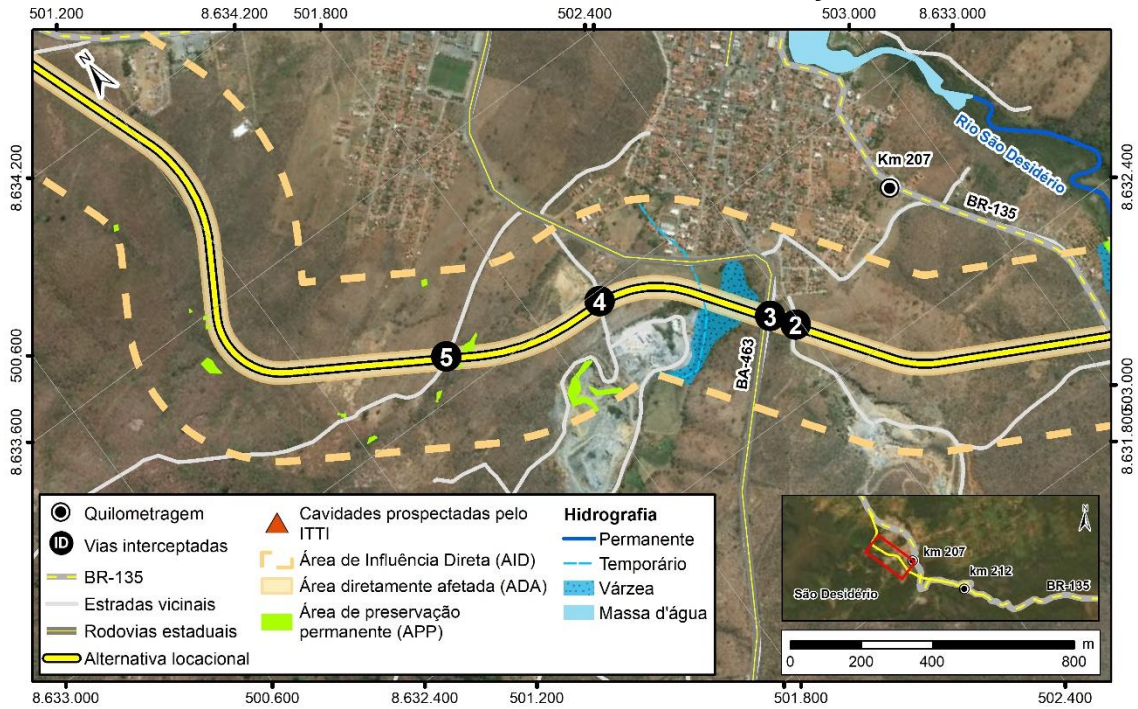 501.200
8.634.200
501.800
502.400
503.000
8.633.000
8.634.200
500.600
8.633.600
8.632.400
503.000
8.631.800
Km 207
Rio São Desidério
BR-135
4
5
3
2
BA-463
Quilometragem
ID
Vias interceptadas
BR-135
Estradas vicinais
Rodovias estaduais
Alternativa locacional
Cavidades prospectadas pelo
ITTI
Área de Influência Direta (AID)
Área diretamente afetada (ADA)
Área de preservação
permanente (APP)
Hidrografia
Permanente
Temporário
Várzea
Massa d'água
N
km 207
km 212
São Desidério
BR-135
m
0
200
400
800
8.633.000
500.600
8.632.400
501.200
501.800
502.400